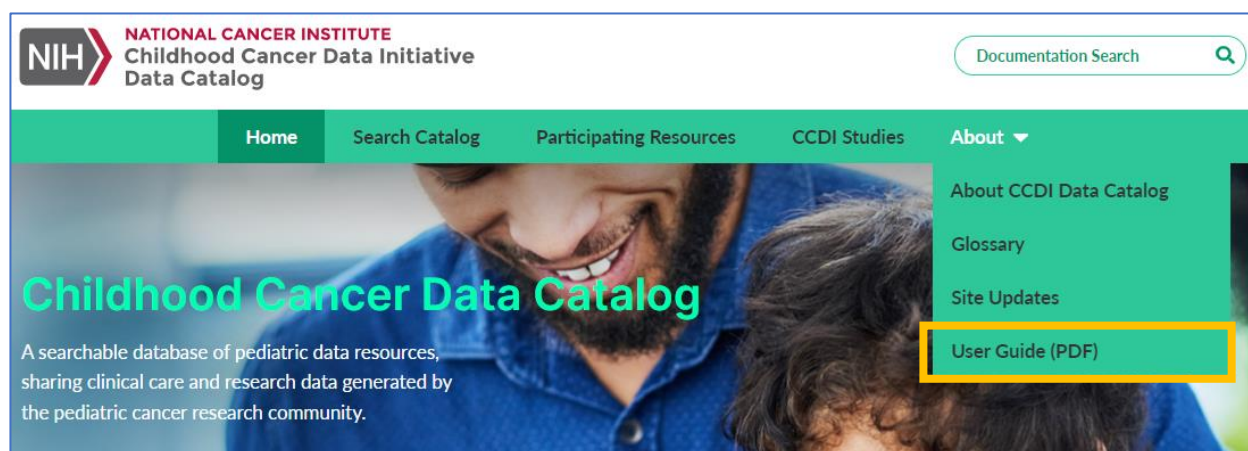 NIH
NATIONAL CANCER INSTITUTE
Childhood Cancer Data Initiative
Data Catalog
Documentation Search
Home
Search Catalog
Participating Resources
CCDI Studies
About
About CCDI Data Catalog
Glossary
Site Updates
User Guide (PDF)
Childhood Cancer Data Catalog
A searchable database of pediatric data resources,
sharing clinical care and research data generated by
the pediatric cancer research community.